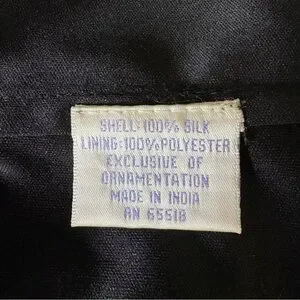 SHELL:100% SILK
LINING:100%POLYESTER
EXCLUSIVE OF
ORNAMENTATION
MADE IN INDIA
RN 65518